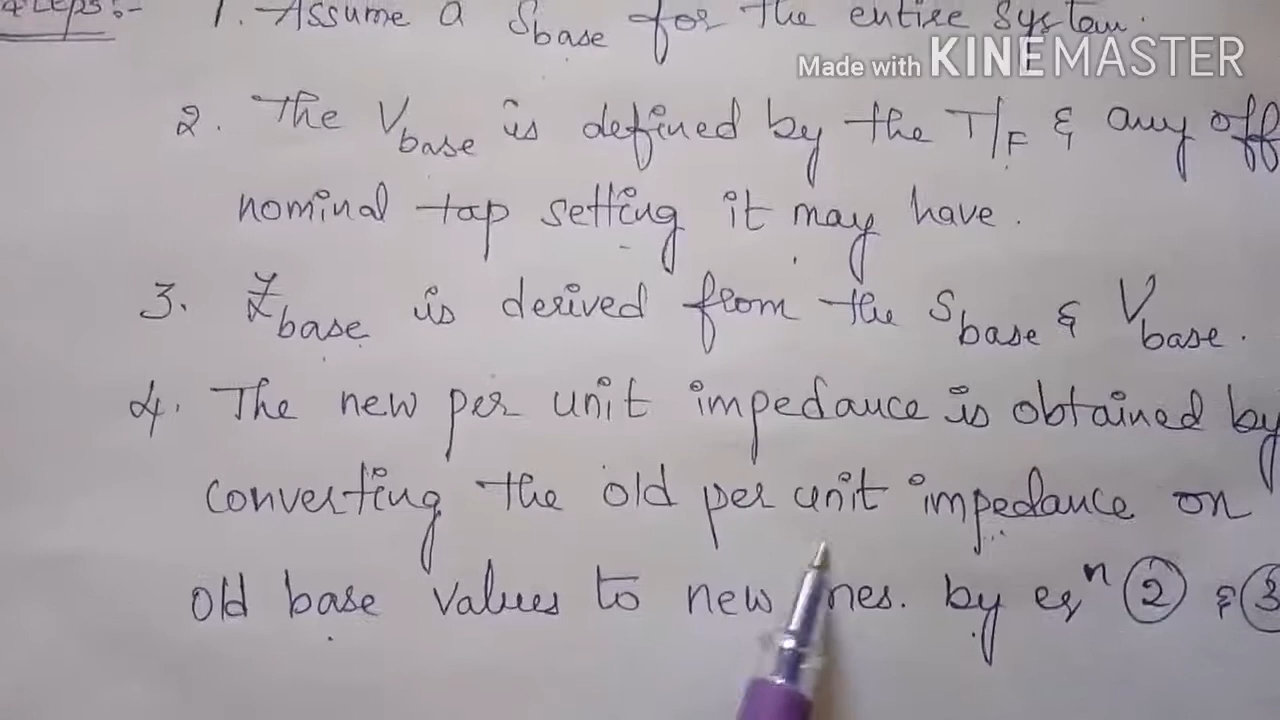 Steps:- 1. Assume a Sbase for the entire system.
Made with KINEMASTER
2. The Vbase is defined by the T/F & any off
nominal tap setting it may have.
3. Zbase is derived from the Sbase & Vbase.
4. The new per unit impedance is obtained by
converting the old per unit impedance on
old base values to new ones. by eqn ② & ③